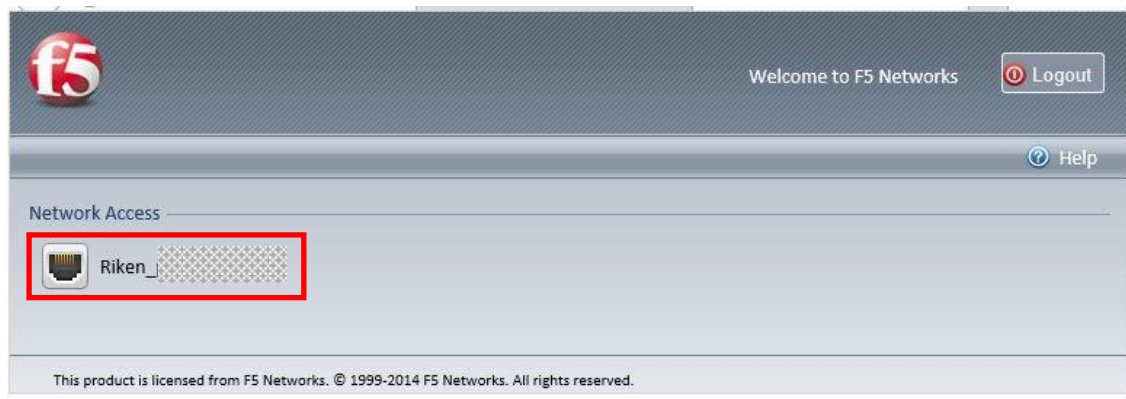 f5
Welcome to F5 Networks
Logout
Help
Network Access
Riken_
This product is licensed from F5 Networks. © 1999-2014 F5 Networks. All rights reserved.